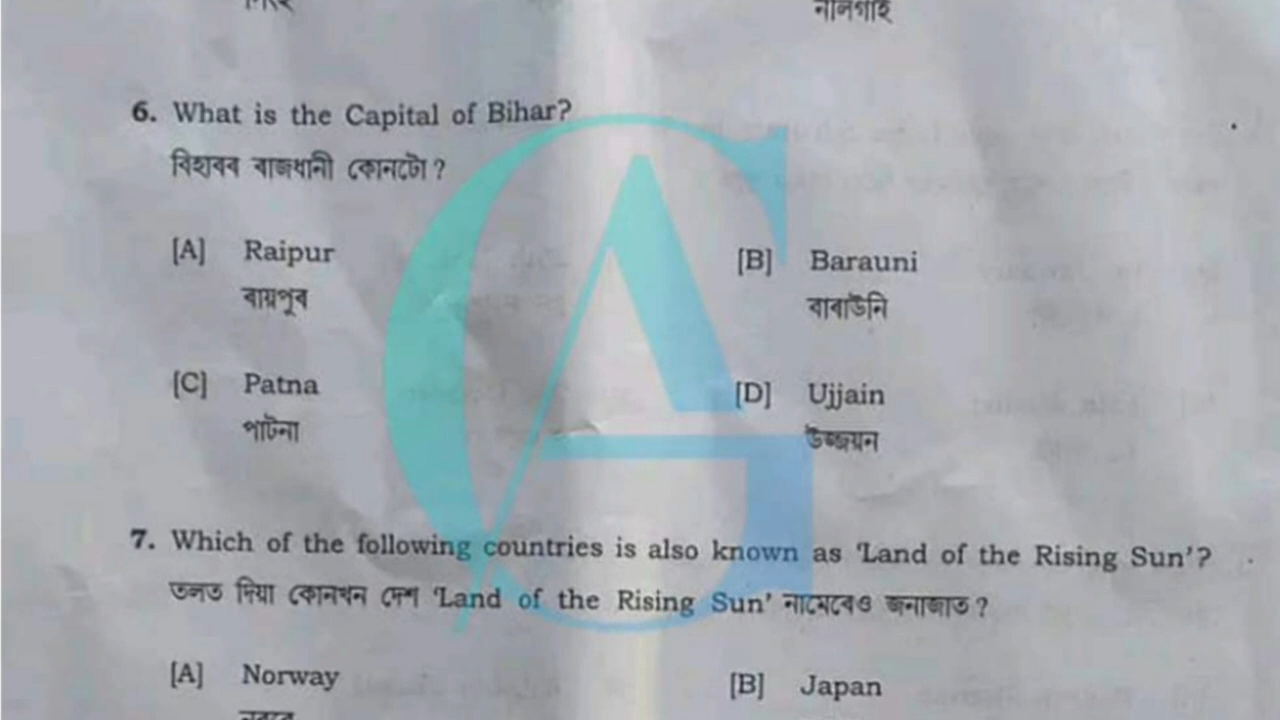 নীলগাই
6. What is the Capital of Bihar?
বিহাৰৰ ৰাজধানী কোনটো ?
[A] Raipur [B] Barauni
ৰায়পুৰ বাৰাউনি
[C] Patna [D] Ujjain
পাটনা উজ্জয়ন
7. Which of the following countries is also known as 'Land of the Rising Sun'?
তলত দিয়া কোনখন দেশ 'Land of the Rising Sun' নামেৰেও জনাজাত ?
[A] Norway [B] Japan